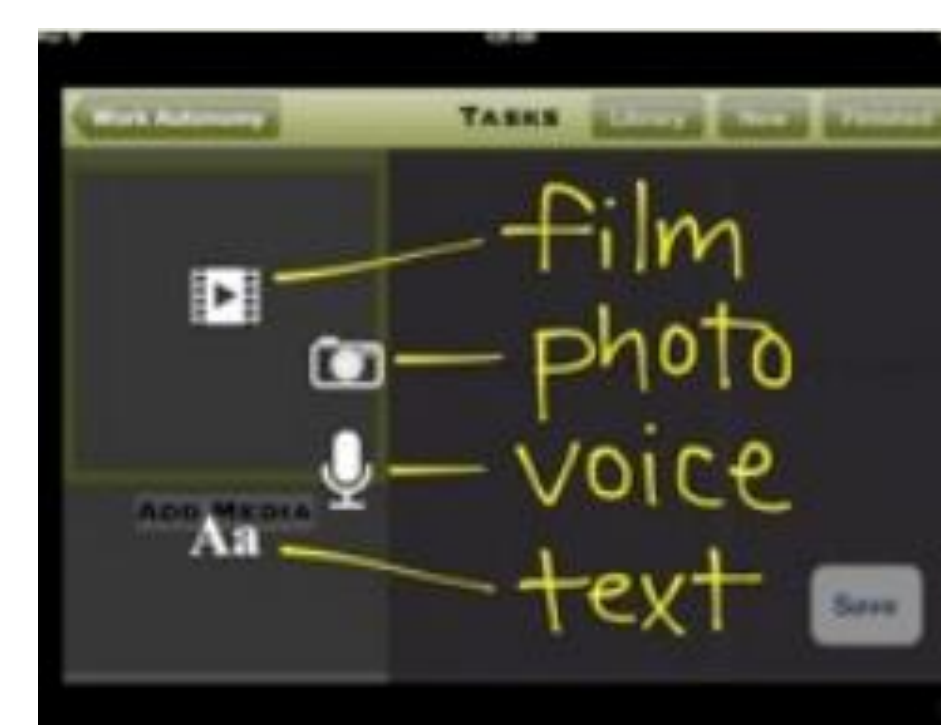 Work Autonomy TASKS Library New Finished
film
photo
voice
ADD MEDIA
Aa
text
Save